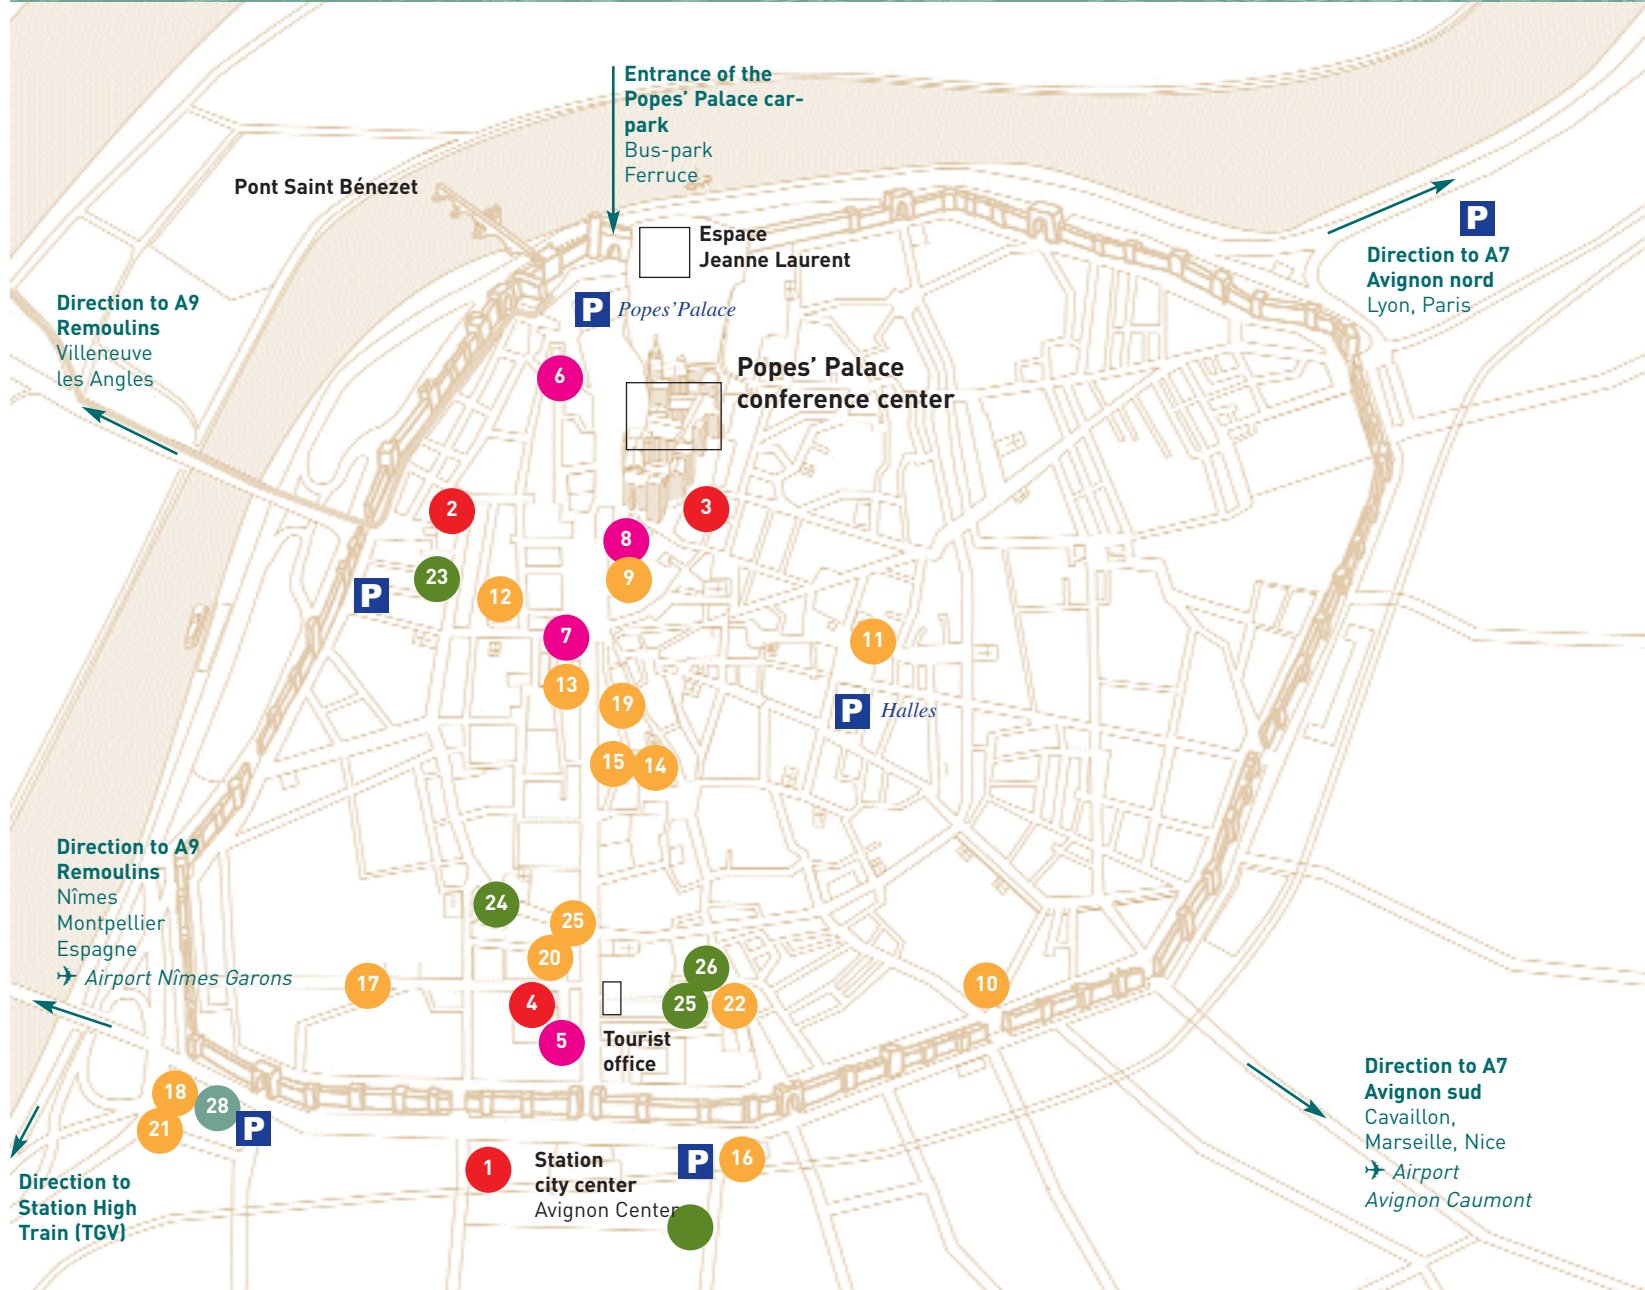 Entrance of the
Popes’ Palace car-
park
Bus-park
Ferruce
Pont Saint Bénezet
P
Espace
Jeanne Laurent
Direction to A7
Avignon nord
Lyon, Paris
Direction to A9
Remoulins
Villeneuve
les Angles
P Popes’Palace
6
Popes’ Palace
conference center
2
3
8
23
9
P
12
7
11
13
19
P Halles
15
14
Direction to A9
Remoulins
Nîmes
Montpellier
Espagne
✈ Airport Nîmes Garons
24
25
20
26
17
4
25
22
10
5
Tourist
office
18
28
21
P
Direction to A7
Avignon sud
Cavaillon,
Marseille, Nice
✈ Airport
Avignon Caumont
Direction to
Station High
Train (TGV)
1
Station
city center
Avignon Center
P
16